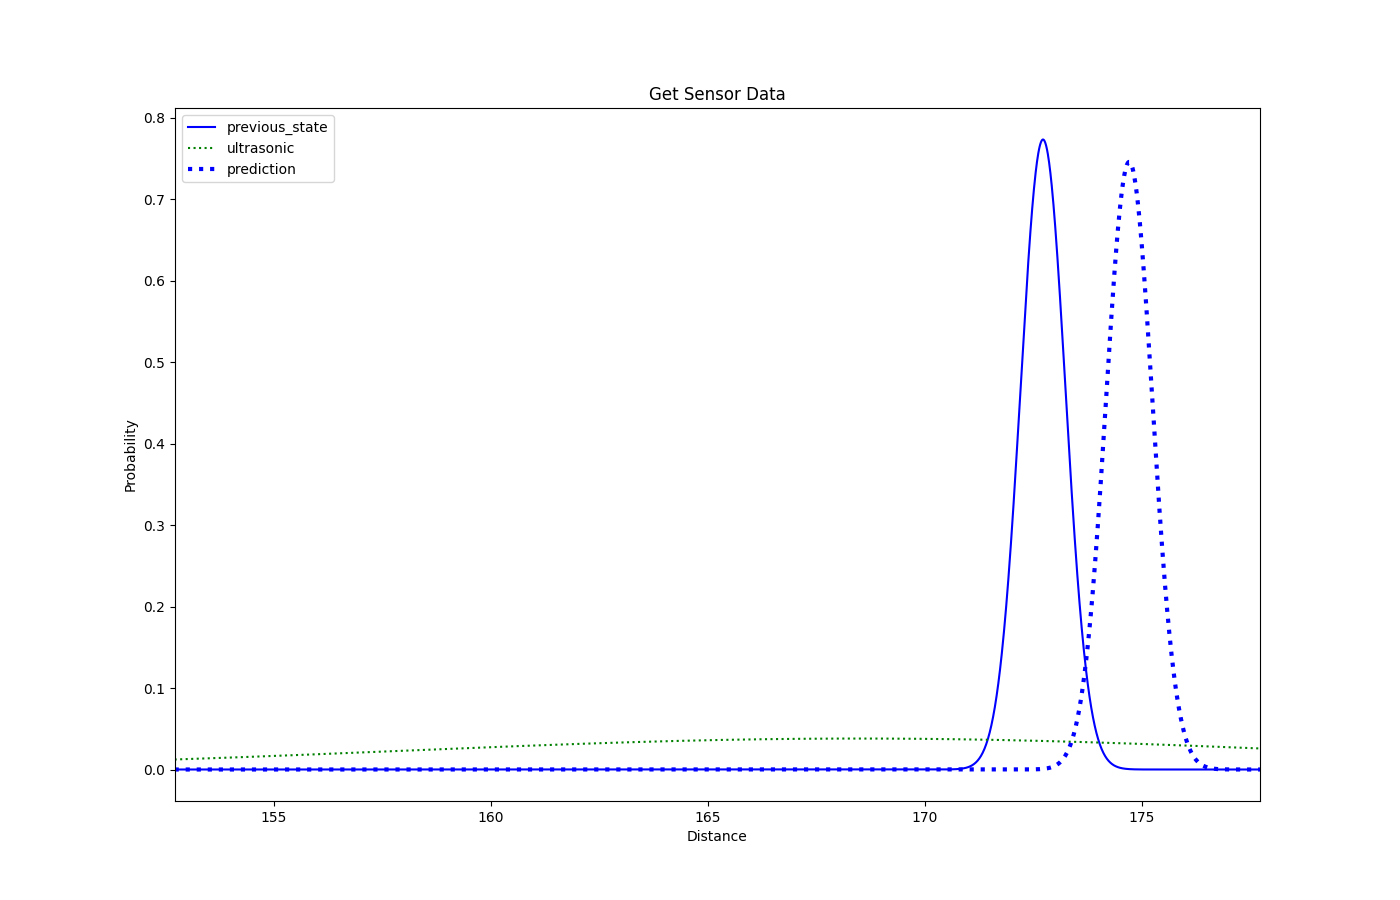 Get Sensor Data
previous_state
ultrasonic
prediction
Probability
0.8
0.7
0.6
0.5
0.4
0.3
0.2
0.1
0.0
155 160 165 170 175
Distance